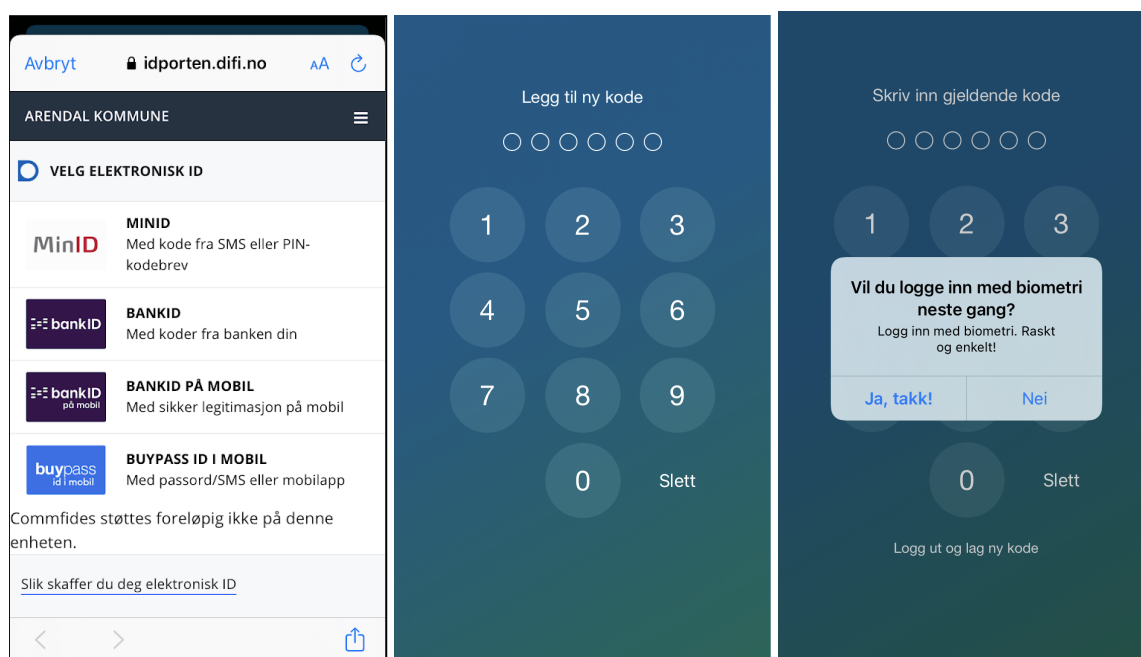 Avbryt
idporten.difi.no
AA
ARENDAL KOMMUNE
VELG ELEKTRONISK ID
MinID
MINID
Med kode fra SMS eller PIN-
kodebrev
bankID
BANKID
Med koder fra banken din
bankID
på mobil
BANKID PÅ MOBIL
Med sikker legitimasjon på mobil
buypass
id i mobil
BUYPASS ID I MOBIL
Med passord/SMS eller mobilapp
Commfides støttes foreløpig ikke på denne
enheten.
Slik skaffer du deg elektronisk ID
Legg til ny kode
1 2 3
4 5 6
7 8 9
0 Slett
Skriv inn gjeldende kode
1 2 3
Vil du logge inn med biometri
neste gang?
Logg inn med biometri. Raskt
og enkelt!
Ja, takk! Nei
0 Slett
Logg ut og lag ny kode